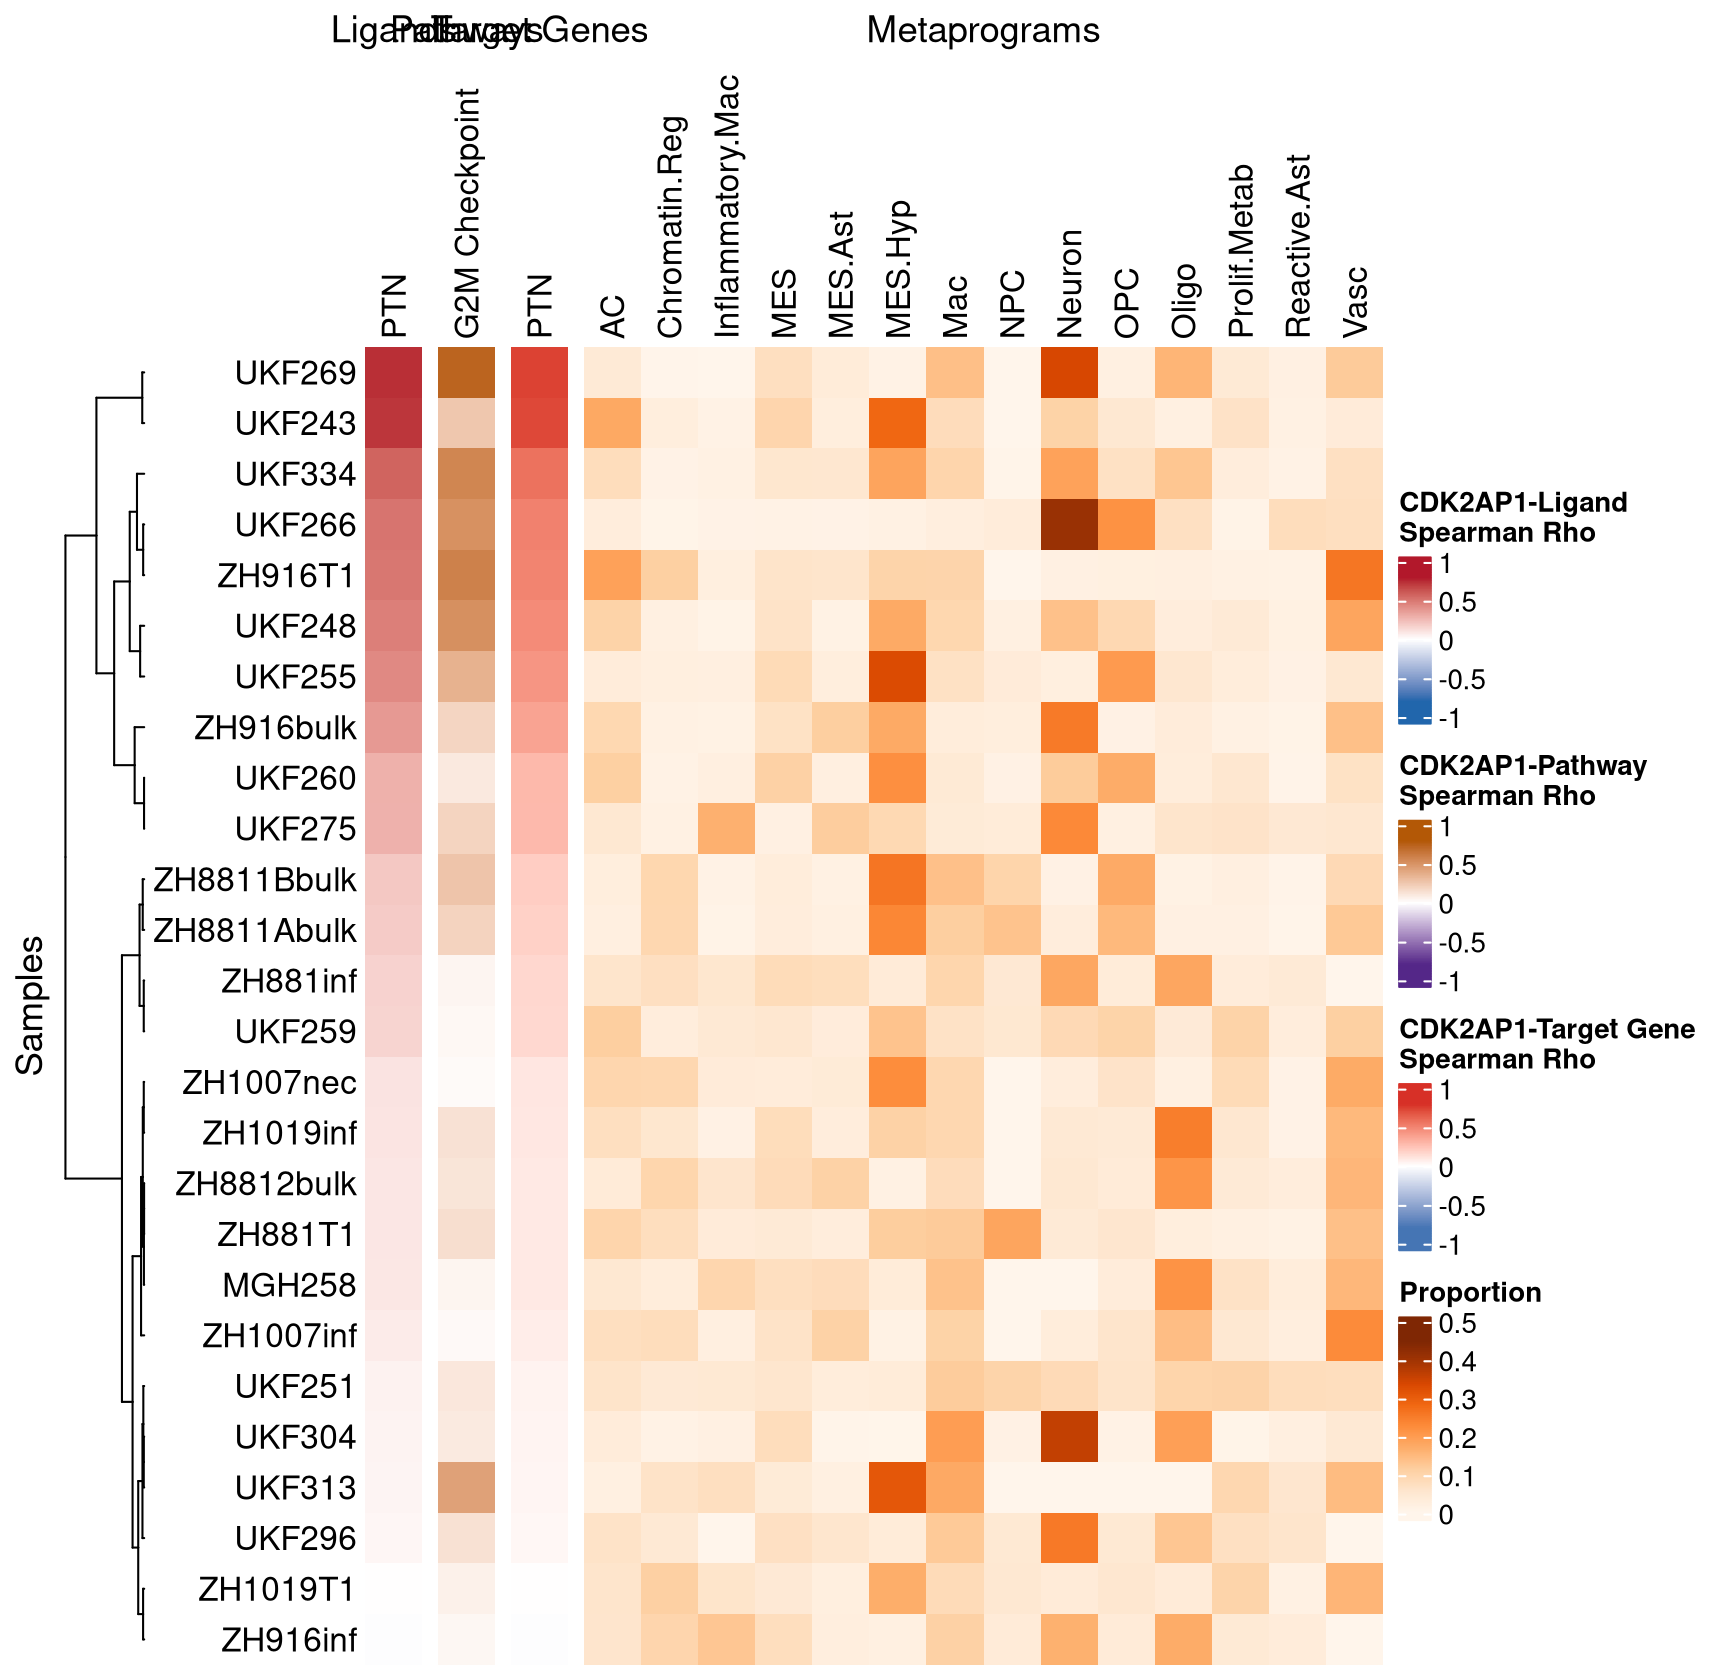 Ligands Pathways Target Genes Metaprograms
PTN G2M Checkpoint PTN AC Chromatin.Reg Inflammatory.Mac MES MES.Ast MES.Hyp Mac NPC Neuron OPC Oligo Prolif.Metab Reactive.Ast Vasc
Samples
UKF269
UKF243
UKF334
UKF266
ZH916T1
UKF248
UKF255
ZH916bulk
UKF260
UKF275
ZH8811Bbulk
ZH8811Abulk
ZH881inf
UKF259
ZH1007nec
ZH1019inf
ZH8812bulk
ZH881T1
MGH258
ZH1007inf
UKF251
UKF304
UKF313
UKF296
ZH1019T1
ZH916inf
CDK2AP1-Ligand
Spearman Rho
1
0.5
0
-0.5
-1
CDK2AP1-Pathway
Spearman Rho
1
0.5
0
-0.5
-1
CDK2AP1-Target Gene
Spearman Rho
1
0.5
0
-0.5
-1
Proportion
0.5
0.4
0.3
0.2
0.1
0